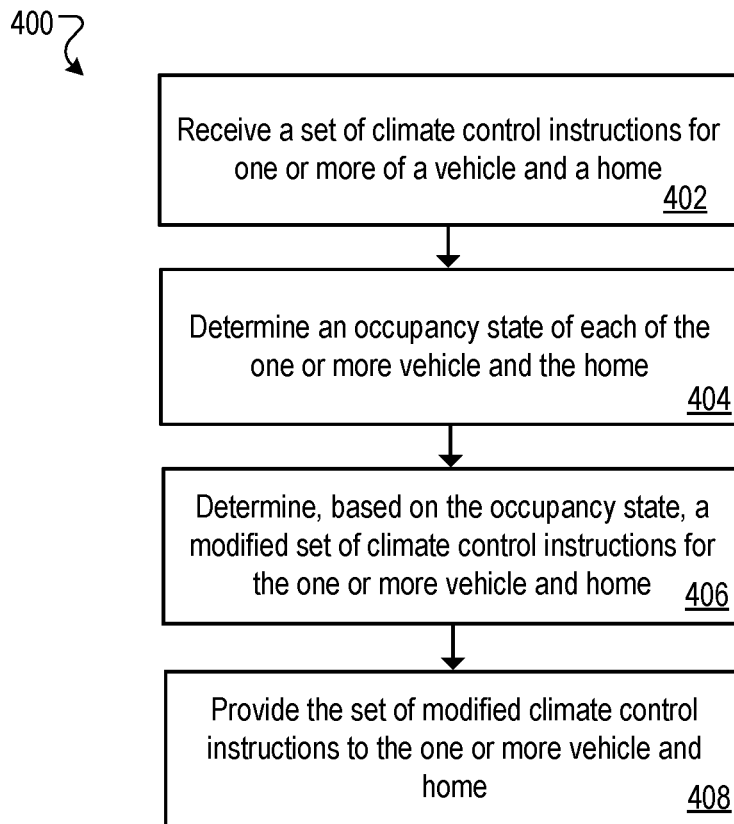 400
Receive a set of climate control instructions for
one or more of a vehicle and a home
402
Determine an occupancy state of each of the
one or more vehicle and the home
404
Determine, based on the occupancy state, a
modified set of climate control instructions for
the one or more vehicle and home
406
Provide the set of modified climate control
instructions to the one or more vehicle and
home
408